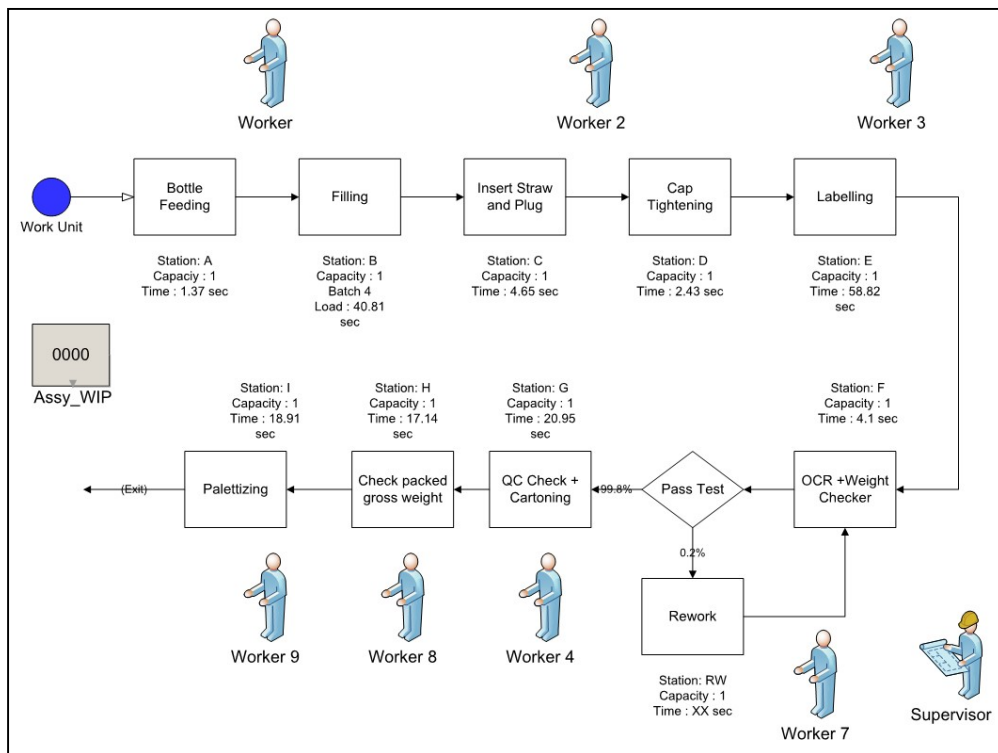 Worker
Worker 2
Worker 3
Work Unit
Bottle
Feeding
Filling
Insert Straw
and Plug
Cap
Tightening
Labelling
Station: A
Capaciy : 1
Time : 1.37 sec
Station: B
Capacity : 1
Batch 4
Load : 40.81
sec
Station: C
Capacity : 1
Time : 4.65 sec
Station: D
Capacity : 1
Time : 2.43 sec
Station: E
Capacity : 1
Time : 58.82
sec
0000
Assy_WIP
Station: I
Capacity : 1
Time : 18.91
sec
Station: H
Capacity : 1
Time : 17.14
sec
Station: G
Capacity : 1
Time : 20.95
sec
Station: F
Capacity : 1
Time : 4.1 sec
(Exit)
Palettizing
Check packed
gross weight
QC Check +
Cartoning
99.8%
Pass Test
OCR +Weight
Checker
0.2%
Rework
Worker 9
Worker 8
Worker 4
Station: RW
Capacity : 1
Time : XX sec
Worker 7
Supervisor